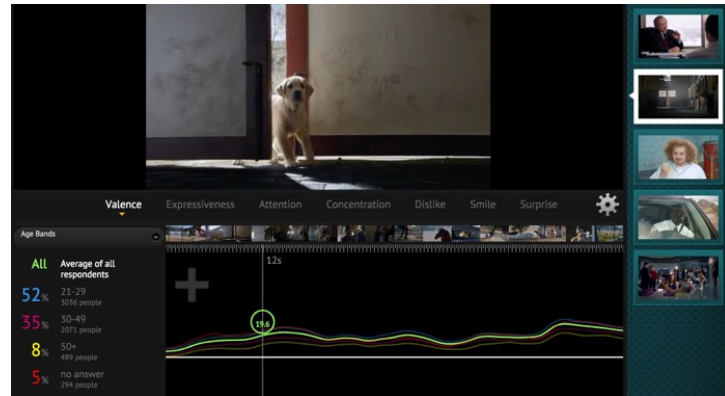 Valence Expressiveness Attention Concentration Dislike Smile Surprise
Age Bands
12s
All Average of all
respondents
52% 21-29
3036 people
35% 30-49
2071 people
8% 50+
489 people
5% no answer
294 people
19.6